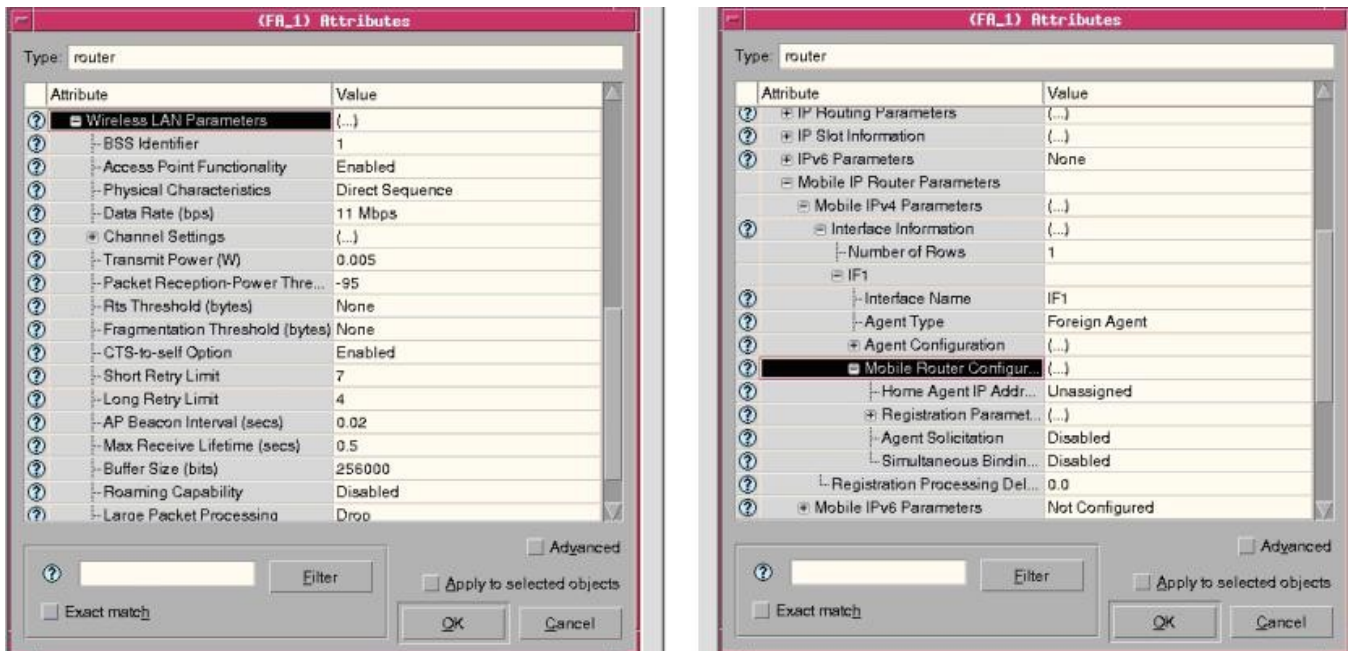 (FA_1) Attributes
Type: router
Attribute Value
Wireless LAN Parameters (...)
BSS Identifier 1
Access Point Functionality Enabled
Physical Characteristics Direct Sequence
Data Rate (bps) 11 Mbps
Channel Settings (...)
Transmit Power (W) 0.005
Packet Reception-Power Thre... -95
Rts Threshold (bytes) None
Fragmentation Threshold (bytes) None
CTS-to-self Option Enabled
Short Retry Limit 7
Long Retry Limit 4
AP Beacon Interval (secs) 0.02
Max Receive Lifetime (secs) 0.5
Buffer Size (bits) 256000
Roaming Capability Disabled
Large Packet Processing Drop
Advanced
Filter
Apply to selected objects
Exact match
OK Cancel
(FA_1) Attributes
Type: router
Attribute Value
IP Routing Parameters (...)
IP Slot Information (...)
IPv6 Parameters None
Mobile IP Router Parameters
Mobile IPv4 Parameters (...)
Interface Information (...)
Number of Rows 1
IF1
Interface Name IF1
Agent Type Foreign Agent
Agent Configuration (...)
Mobile Router Configur... (...)
Home Agent IP Addr... Unassigned
Registration Paramet... (...)
Agent Solicitation Disabled
Simultaneous Bindin... Disabled
Registration Processing Del... 0.0
Mobile IPv6 Parameters Not Configured
Advanced
Filter
Apply to selected objects
Exact match
OK Cancel